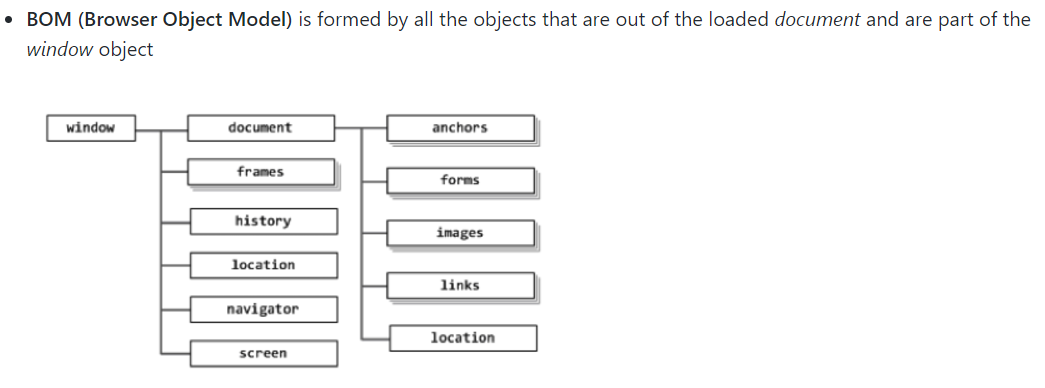 • BOM (Browser Object Model) is formed by all the objects that are out of the loaded document and are part of the
window object
window
document
anchors
frames
forms
history
images
location
links
navigator
location
screen